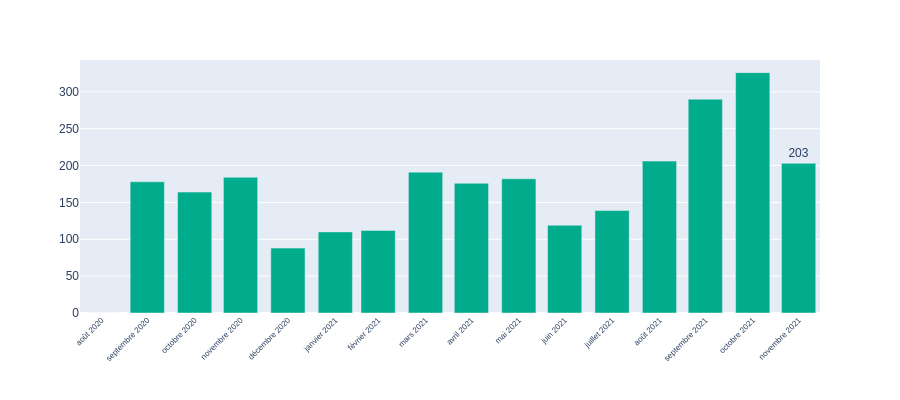 300
250
200
150
100
50
0
203
août 2020
septembre 2020
octobre 2020
novembre 2020
décembre 2020
janvier 2021
février 2021
mars 2021
avril 2021
mai 2021
juin 2021
juillet 2021
août 2021
septembre 2021
octobre 2021
novembre 2021